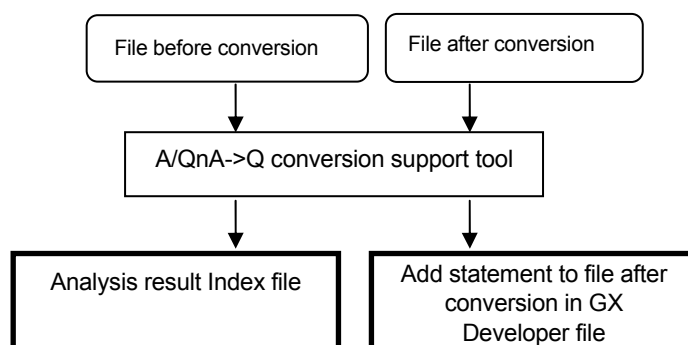 File before conversion
File after conversion
A/QnA->Q conversion support tool
Analysis result Index file
Add statement to file after
conversion in GX
Developer file